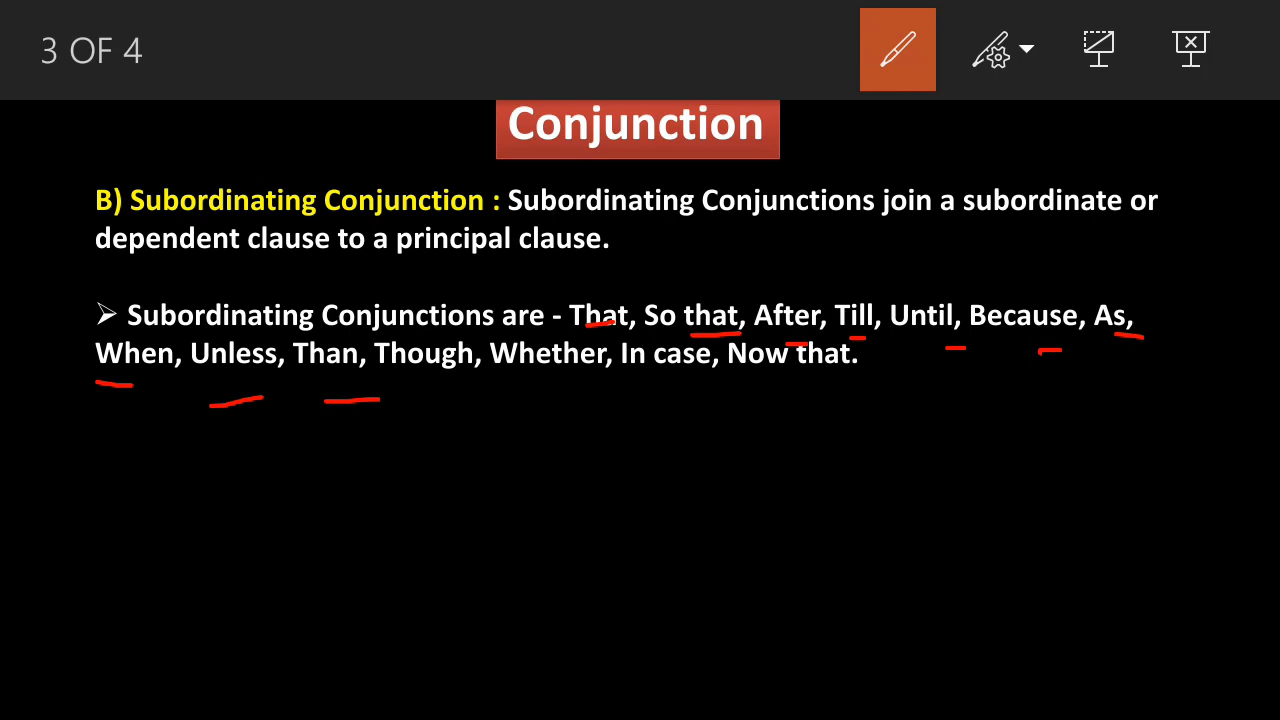 3 OF 4
Conjunction
B) Subordinating Conjunction : Subordinating Conjunctions join a subordinate or
dependent clause to a principal clause.
➢ Subordinating Conjunctions are - That, So that, After, Till, Until, Because, As,
When, Unless, Than, Though, Whether, In case, Now that.